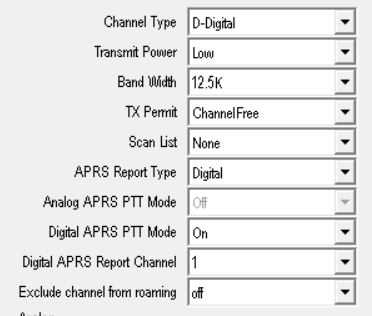 Channel Type D-Digital
Transmit Power Low
Band Width 12.5K
TX Permit ChannelFree
Scan List None
APRS Report Type Digital
Analog APRS PTT Mode Off
Digital APRS PTT Mode On
Digital APRS Report Channel 1
Exclude channel from roaming off